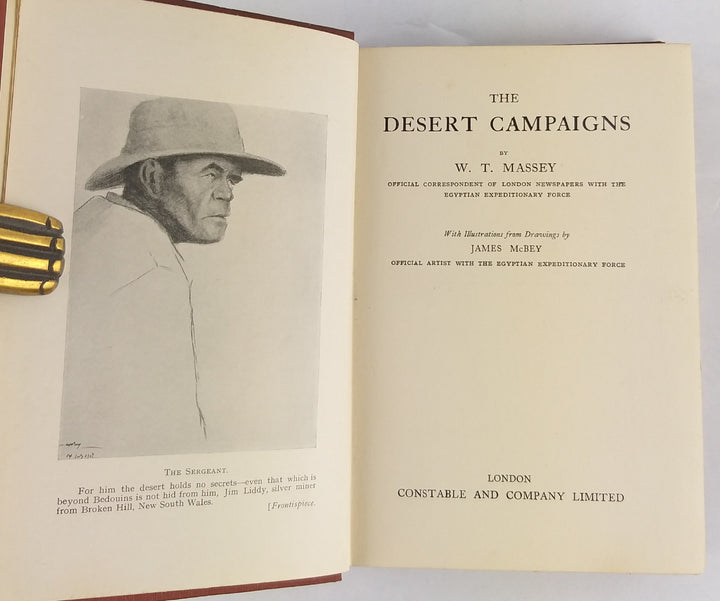 THE SERGEANT.
For him the desert holds no secrets—even that which is
beyond Bedouins is not hid from him, Jim Liddy, silver miner
from Broken Hill, New South Wales. [Frontispiece.
THE
DESERT CAMPAIGNS
BY
W. T. MASSEY
OFFICIAL CORRESPONDENT OF LONDON NEWSPAPERS WITH THE
EGYPTIAN EXPEDITIONARY FORCE
With Illustrations from Drawings by
JAMES McBEY
OFFICIAL ARTIST WITH THE EGYPTIAN EXPEDITIONARY FORCE
LONDON
CONSTABLE AND COMPANY LIMITED